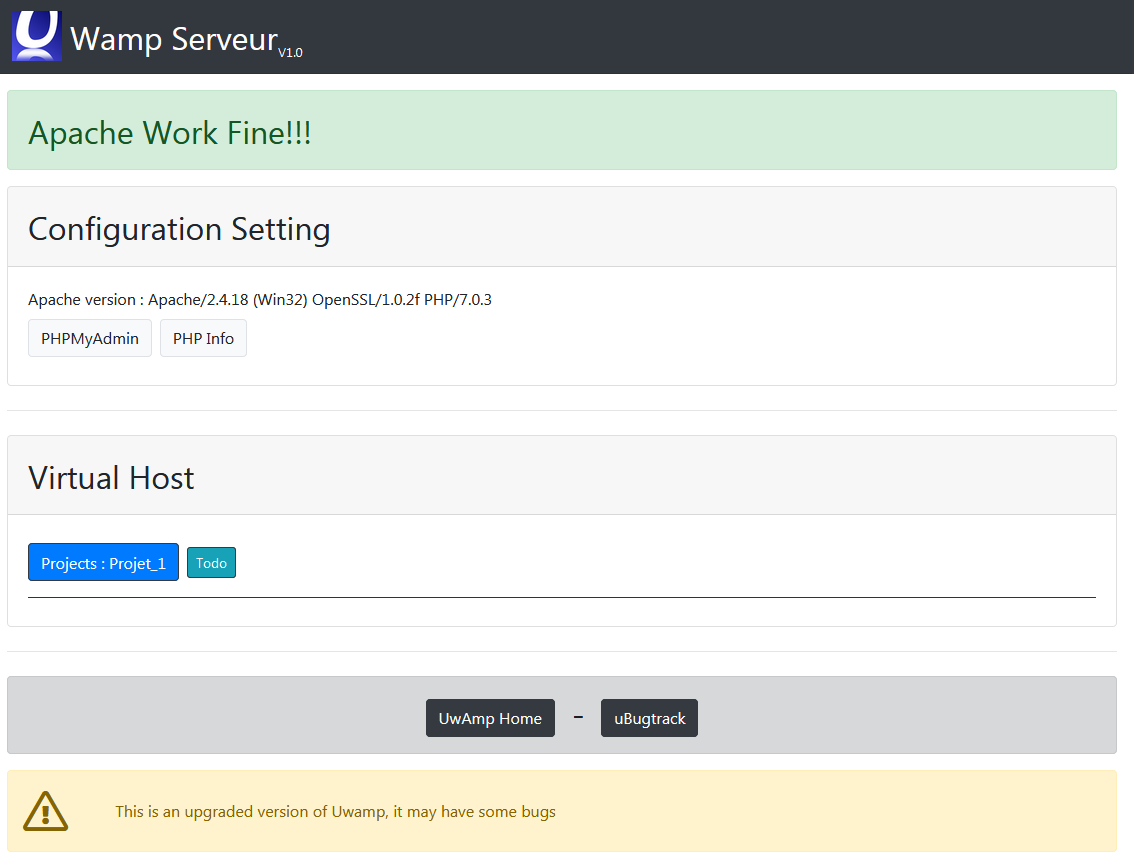 Wamp Serveur V1.0
Apache Work Fine!!!
Configuration Setting
Apache version : Apache/2.4.18 (Win32) OpenSSL/1.0.2f PHP/7.0.3
PHPMyAdmin PHP Info
Virtual Host
Projects : Projet_1 Todo
UwAmp Home - uBugtrack
This is an upgraded version of Uwamp, it may have some bugs